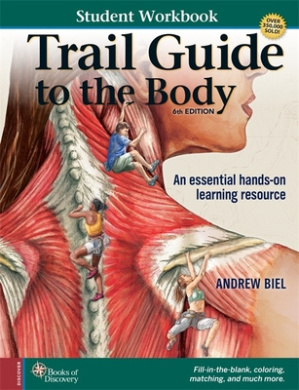 Student Workbook
OVER
350,000
SOLD!
Trail Guide
to the Body
6th EDITION
An essential hands-on
learning resource
ANDREW BIEL
DISCOVER
Books of
Discovery
Fill-in-the-blank, coloring,
matching, and much more.